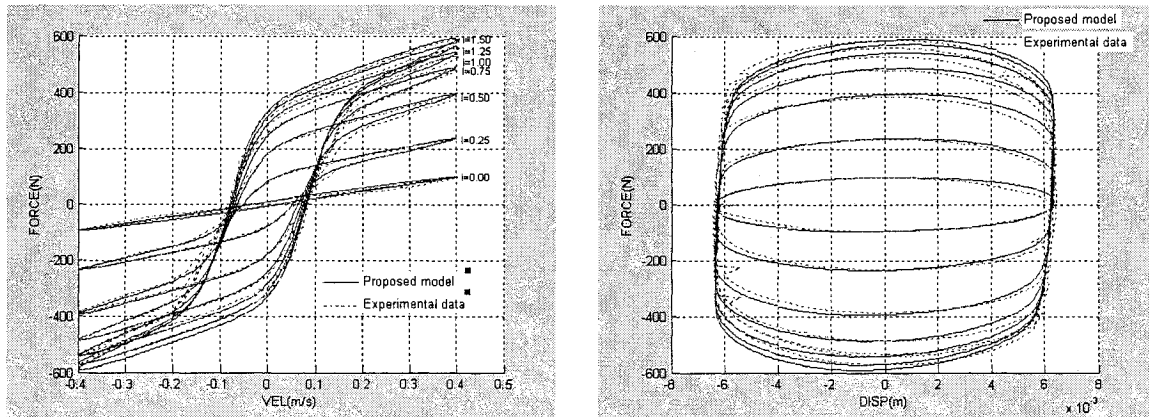 600
400
200
0
-200
-400
-600
FORCE(N)
-0.4
-0.3
-0.2
-0.1
0
0.1
0.2
0.3
0.4
0.5
VEL(m/s)
I=1.50
I=1.25
I=1.00
I=0.75
I=0.50
I=0.25
I=0.00
Proposed model
Experimental data
Proposed model
Experimental data
600
400
200
0
-200
-400
-600
FORCE(N)
-8
-6
-4
-2
0
2
4
6
8
DISP(m)
x 10⁻³